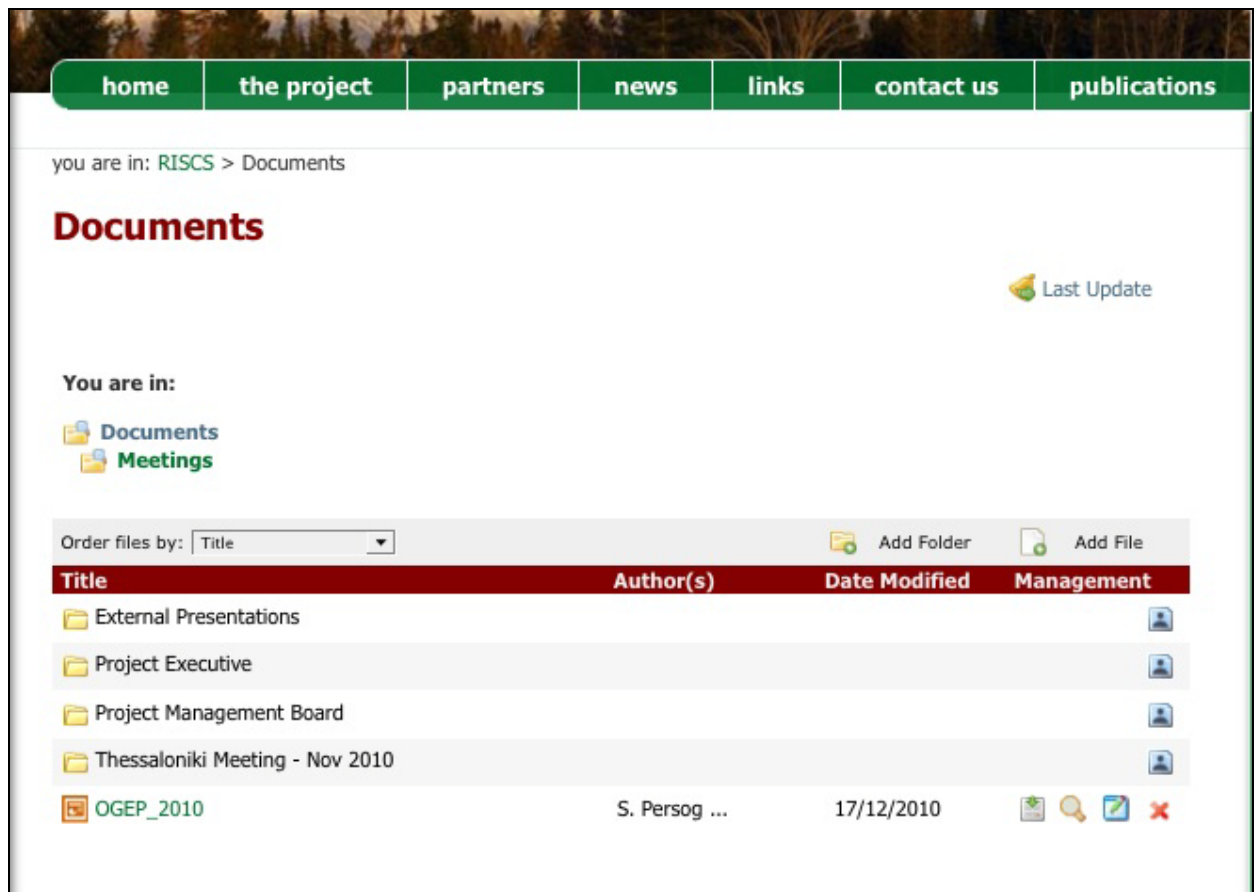 home the project partners news links contact us publications
you are in: RISCS > Documents
Documents
Last Update
You are in:
Documents
Meetings
Order files by: Title Add Folder Add File
Title Author(s) Date Modified Management
External Presentations
Project Executive
Project Management Board
Thessaloniki Meeting - Nov 2010
OGEP_2010 S. Persog ... 17/12/2010